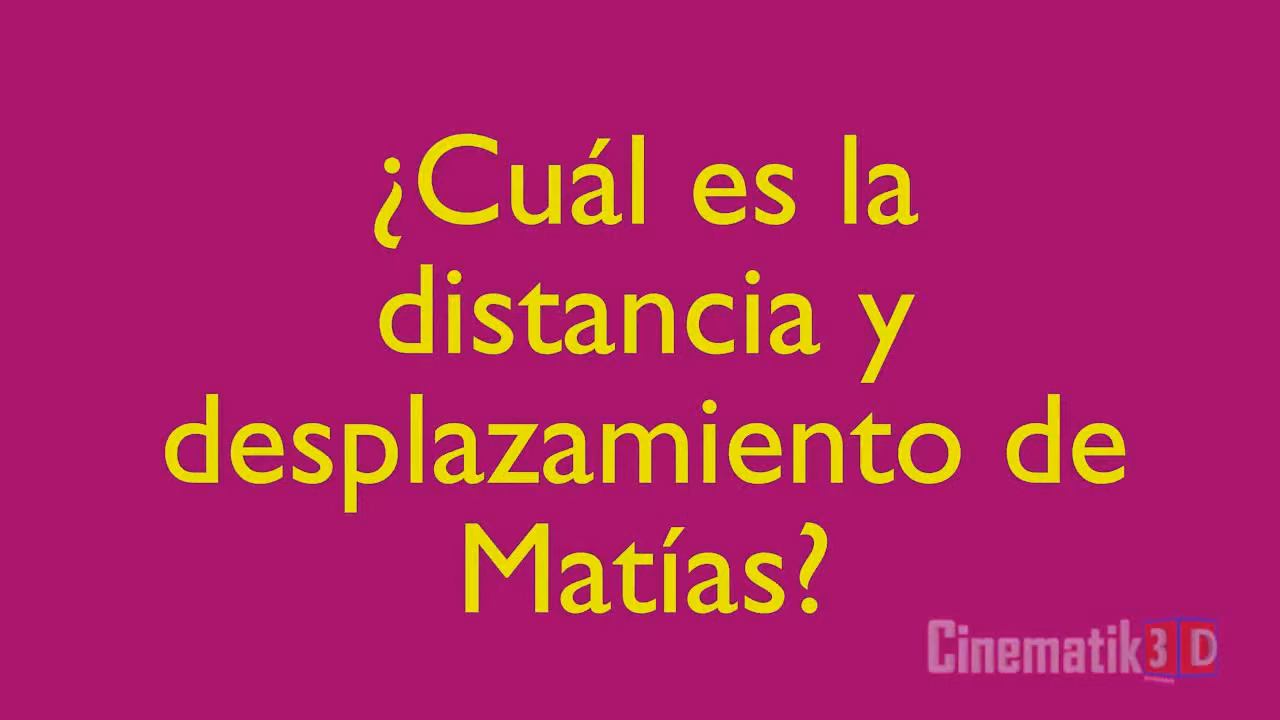 ¿Cuál es la
distancia y
desplazamiento de
Matías?
Cinematik3D